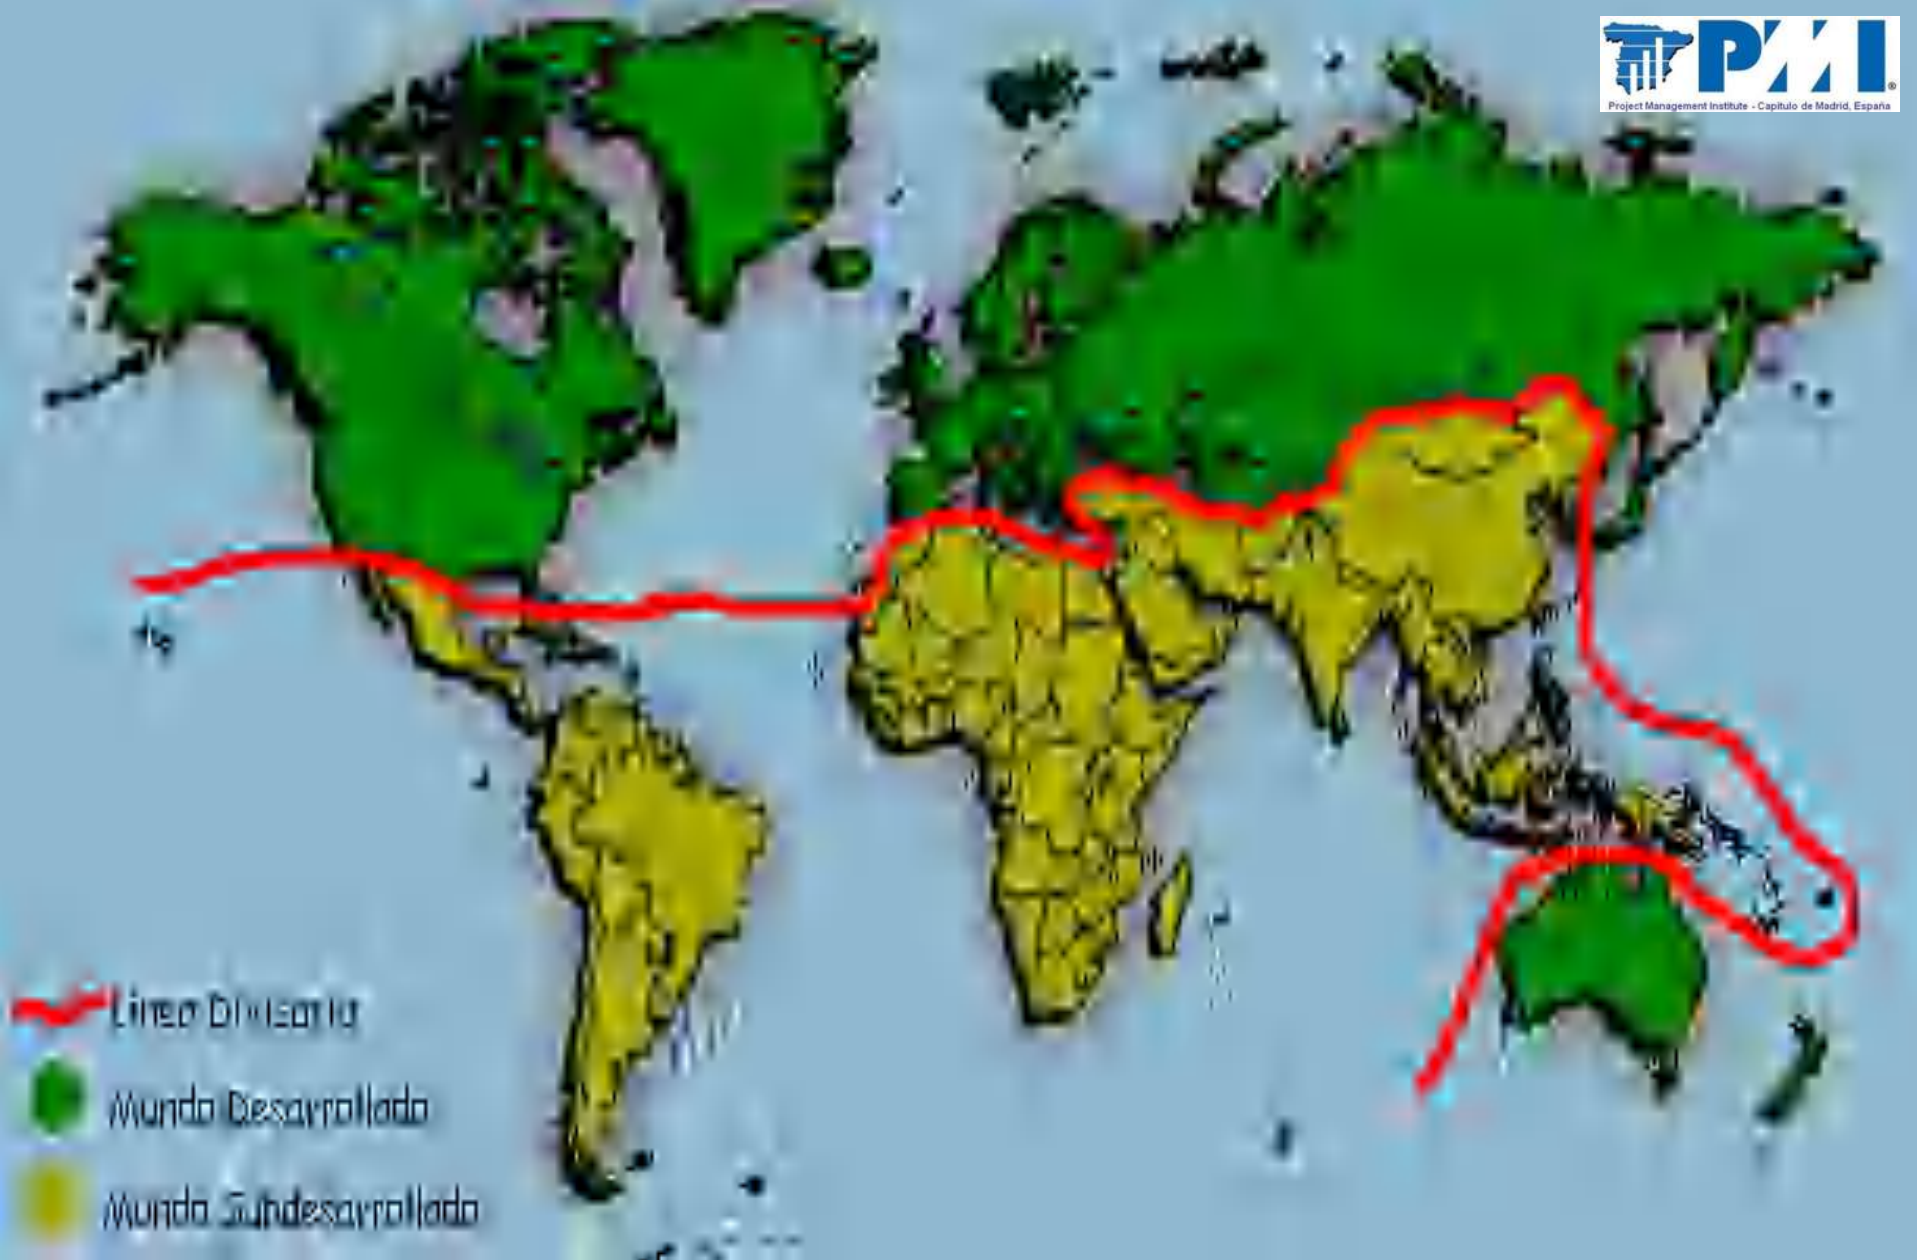 PMI
Project Management Institute - Capítulo de Madrid, España
Línea Divisoria
Mundo Desarrollado
Mundo Subdesarrollado